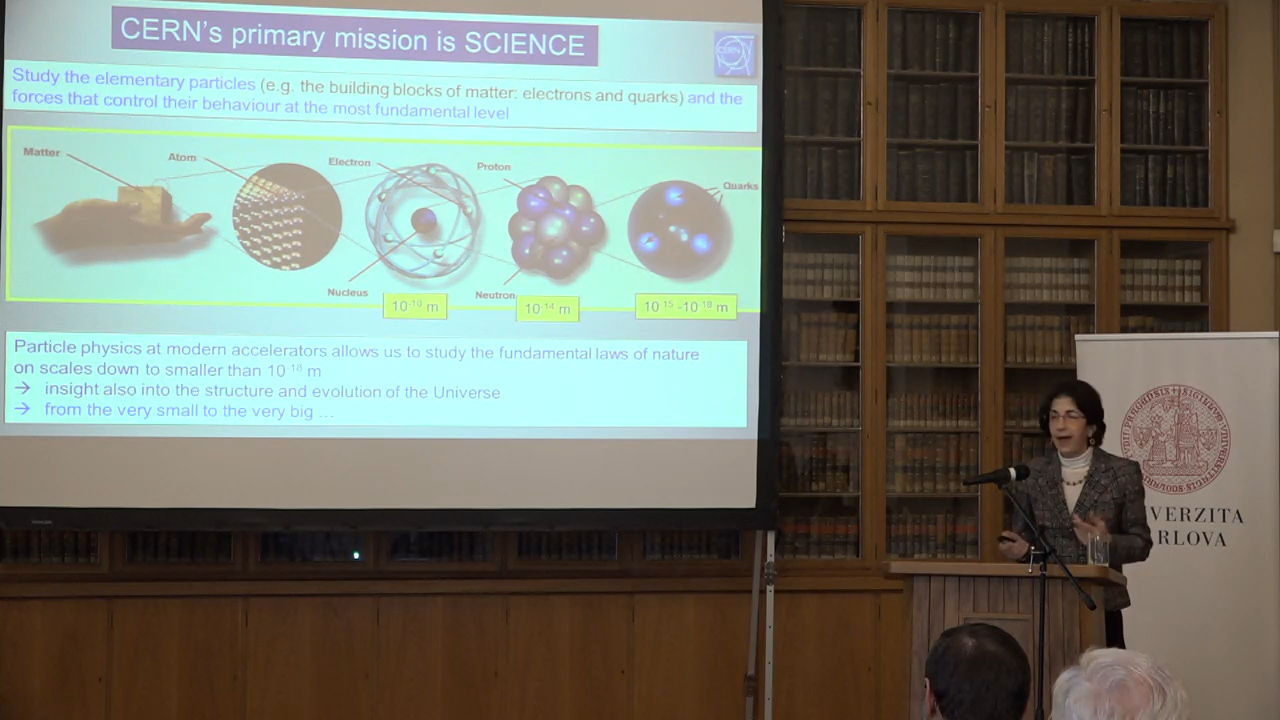 CERN's primary mission is SCIENCE
CERN
Study the elementary particles (e.g. the building blocks of matter: electrons and quarks) and the
forces that control their behaviour at the most fundamental level
Matter
Atom
Electron
Proton
Quarks
Nucleus
Neutron
10⁻¹⁰ m
10⁻¹⁴ m
10⁻¹⁵ -10⁻¹⁸ m
Particle physics at modern accelerators allows us to study the fundamental laws of nature
on scales down to smaller than 10⁻¹⁸ m
→ insight also into the structure and evolution of the Universe
→ from the very small to the very big …
VERZITA
RLOVA